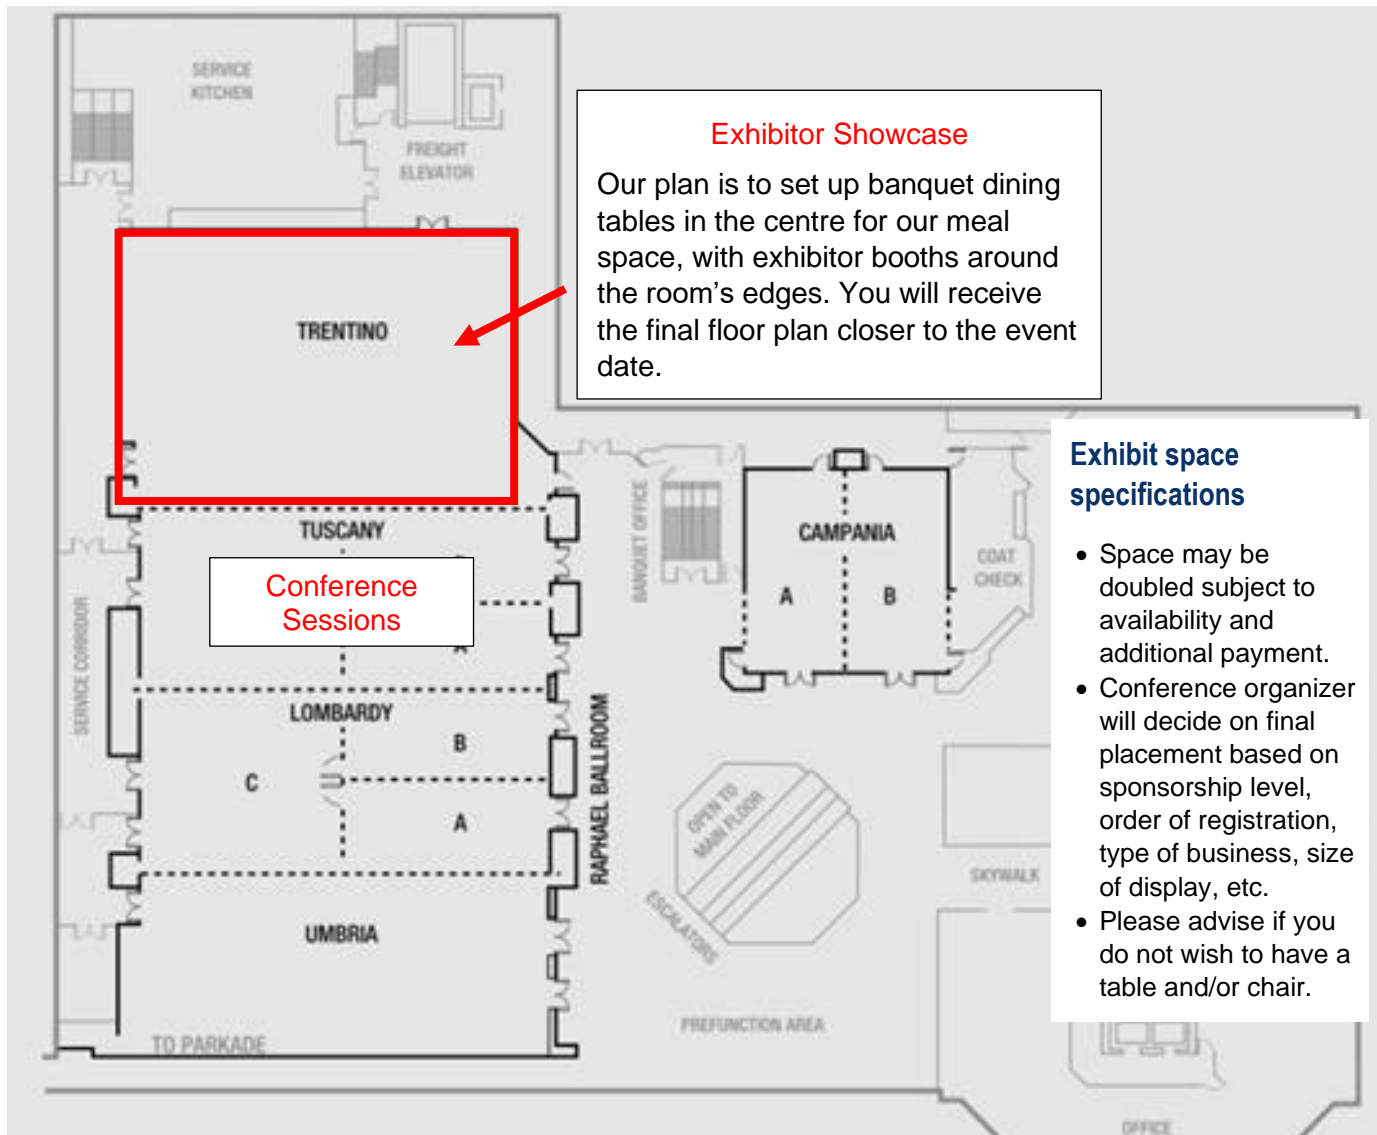 SERVICE
KITCHEN
FREIGHT
ELEVATOR
Exhibitor Showcase
Our plan is to set up banquet dining
tables in the centre for our meal
space, with exhibitor booths around
the room’s edges. You will receive
the final floor plan closer to the event
date.
TRENTINO
Exhibit space
specifications
• Space may be
doubled subject to
availability and
additional payment.
• Conference organizer
will decide on final
placement based on
sponsorship level,
order of registration,
type of business, size
of display, etc.
• Please advise if you
do not wish to have a
table and/or chair.
TUSCANY
Conference
Sessions
BANQUET OFFICE
CAMPANIA
A
B
COAT
CHECK
SERVICE CORRIDOR
LOMBARDY
B
C
A
RAPHAEL BALLROOM
OPEN TO
MAIN FLOOR
ESCALATORS
SKYWALK
UMBRIA
PREFUNCTION AREA
TO PARKADE
OFFICE